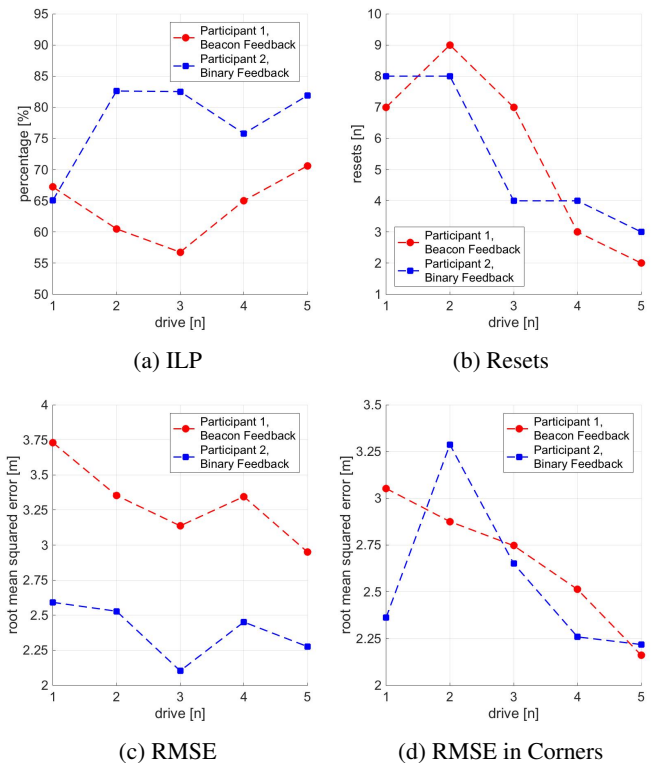 95
90
85
80
75
70
65
60
55
50
percentage [%]
Participant 1,
Beacon Feedback
Participant 2,
Binary Feedback
1 2 3 4 5
drive [n]
(a) ILP
10
9
8
7
6
5
4
3
2
1
resets [n]
Participant 1,
Beacon Feedback
Participant 2,
Binary Feedback
1 2 3 4 5
drive [n]
(b) Resets
4
3.75
3.5
3.25
3
2.75
2.5
2.25
2
root mean squared error [m]
Participant 1,
Beacon Feedback
Participant 2,
Binary Feedback
1 2 3 4 5
drive [n]
(c) RMSE
3.5
3.25
3
2.75
2.5
2.25
2
root mean squared error [m]
Participant 1,
Beacon Feedback
Participant 2,
Binary Feedback
1 2 3 4 5
drive [n]
(d) RMSE in Corners